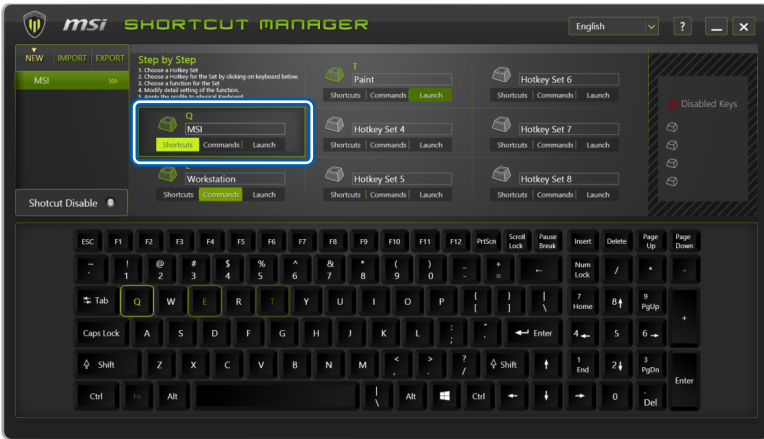 msi SHORTCUT MANAGER English ?
NEW IMPORT EXPORT
MSI
Shotcut Disable
Step by Step
1. Choose a Hotkey Set
2. Choose a Hotkey for the Set by clicking on keyboard below.
3. Choose a function for the Set
4. Modify detail setting of the function.
5. Apply the profile to physical Keyboard
Q
MSI
Shortcuts Commands Launch
Workstation
Shortcuts Commands Launch
T
Paint
Shortcuts Commands Launch
Hotkey Set 4
Shortcuts Commands Launch
Hotkey Set 5
Shortcuts Commands Launch
Hotkey Set 6
Shortcuts Commands Launch
Hotkey Set 7
Shortcuts Commands Launch
Hotkey Set 8
Shortcuts Commands Launch
Disabled Keys
ESC F1 F2 F3 F4 F5 F6 F7 F8 F9 F10 F11 F12 PrtScn Scroll Lock Pause Break Insert Delete Page Up Page Down
~ ` ! 1 @ 2 # 3 $ 4 % 5 ^ 6 & 7 * 8 ( 9 ) 0 _ - + = ← Num Lock / * -
Tab Q W E R T Y U I O P { [ } ] | \ 7 Home 8 9 PgUp +
Caps Lock A S D F G H J K L : ; " ' Enter 4 5 6
Shift Z X C V B N M < , > . ? / Shift 1 End 2 3 PgDn Enter
Ctrl Fn Alt | \ Alt Ctrl 0 . Del